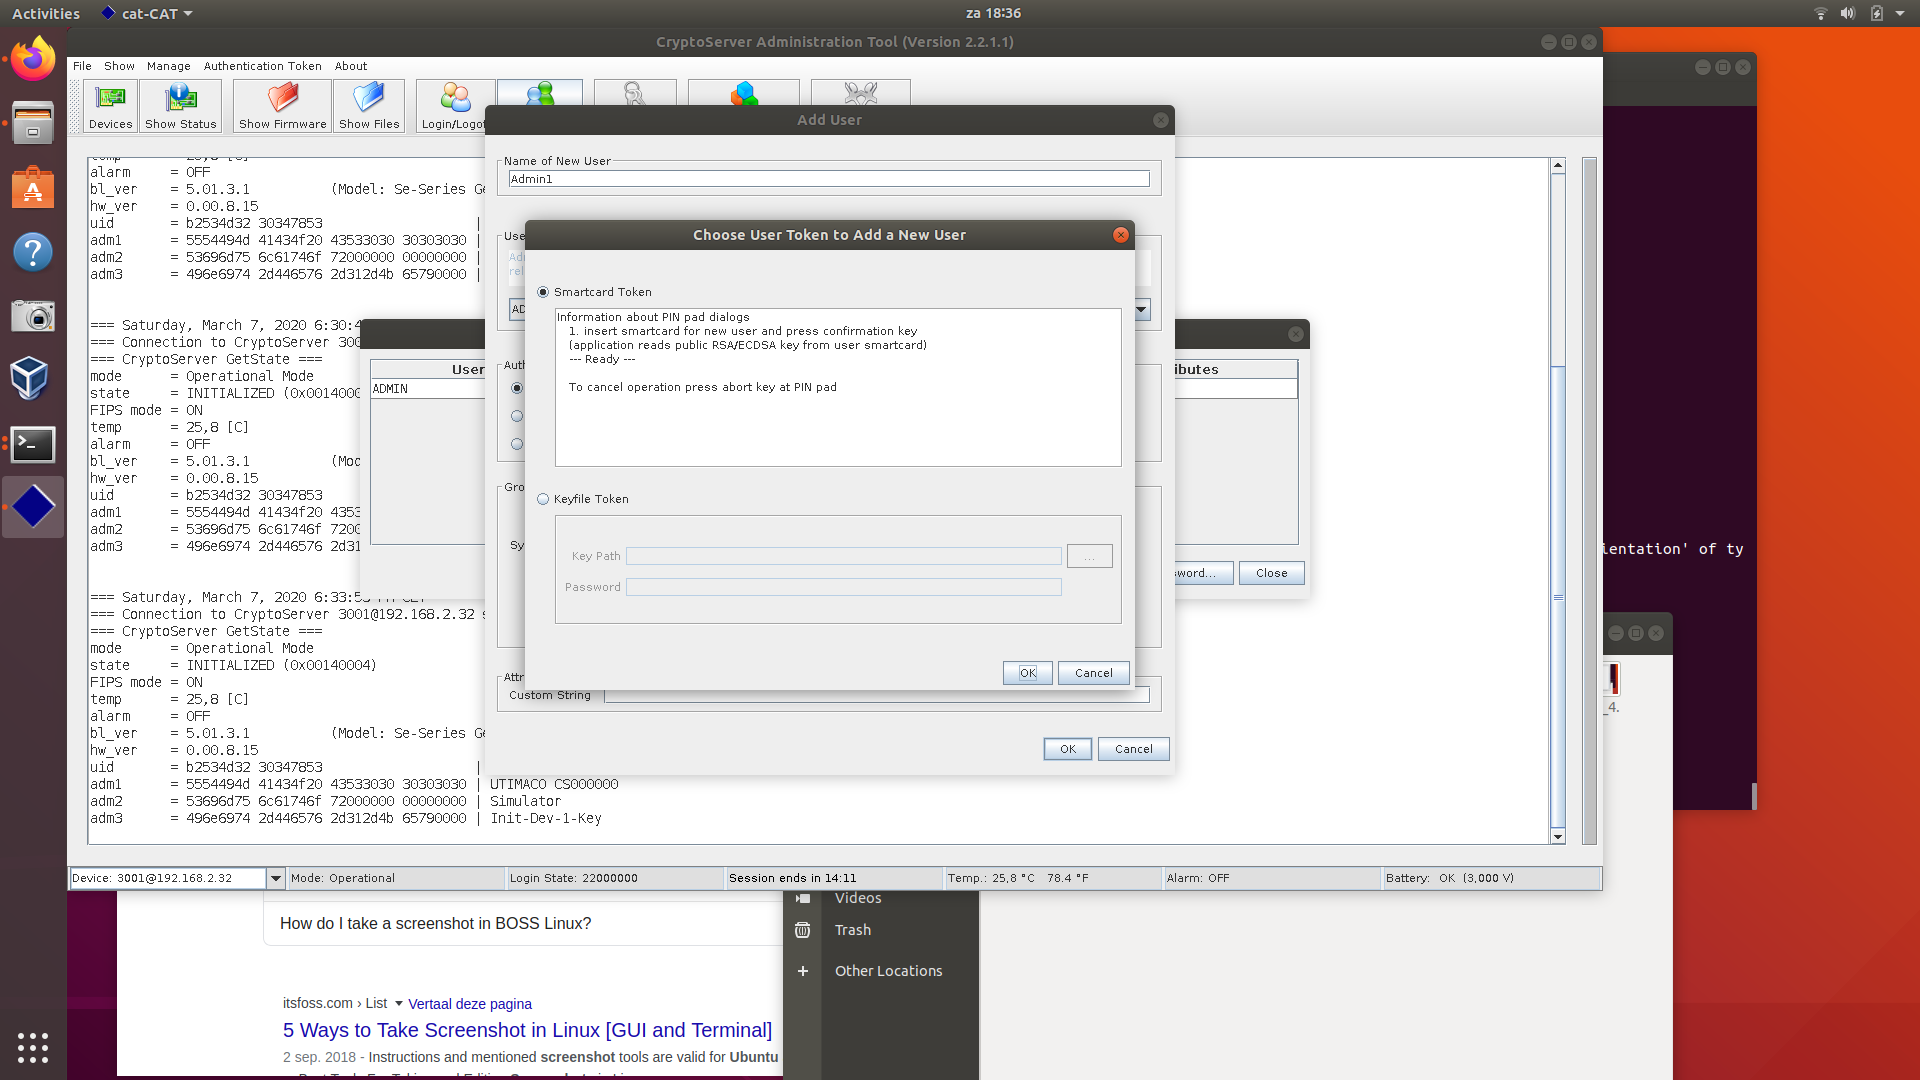 Activities
cat-CAT
za 18:36
CryptoServer Administration Tool (Version 2.2.1.1)
File Show Manage Authentication Token About
Devices
Show Status
Show Firmware
Show Files
Login/Logof
alarm = OFF
bl_ver = 5.01.3.1 (Model: Se-Series Ge
hw_ver = 0.00.8.15
uid = b2534d32 30347853 |
adm1 = 5554494d 41434f20 43533030 30303030 |
adm2 = 53696d75 6c61746f 72000000 00000000 |
adm3 = 496e6974 2d446576 2d312d4b 65790000 |
=== Saturday, March 7, 2020 6:30:4
=== Connection to CryptoServer 300
=== CryptoServer GetState ===
mode = Operational Mode
state = INITIALIZED (0x0014000
FIPS mode = ON
temp = 25,8 [C]
alarm = OFF
bl_ver = 5.01.3.1 (Mod
hw_ver = 0.00.8.15
uid = b2534d32 30347853
adm1 = 5554494d 41434f20 4353
adm2 = 53696d75 6c61746f 7200
adm3 = 496e6974 2d446576 2d31
=== Saturday, March 7, 2020 6:33:5
=== Connection to CryptoServer 3001@192.168.2.32 s
=== CryptoServer GetState ===
mode = Operational Mode
state = INITIALIZED (0x00140004)
FIPS mode = ON
temp = 25,8 [C]
alarm = OFF
bl_ver = 5.01.3.1 (Model: Se-Series Ge
hw_ver = 0.00.8.15
uid = b2534d32 30347853 |
adm1 = 5554494d 41434f20 43533030 30303030 | UTIMACO CS000000
adm2 = 53696d75 6c61746f 72000000 00000000 | Simulator
adm3 = 496e6974 2d446576 2d312d4b 65790000 | Init-Dev-1-Key
User
ADMIN
ibutes
sword...
Close
Add User
Name of New User
Admin1
Use
AD
Auth
Gro
Sy
Attr
Custom String
OK
Cancel
Choose User Token to Add a New User
Smartcard Token
Information about PIN pad dialogs
1. insert smartcard for new user and press confirmation key
(application reads public RSA/ECDSA key from user smartcard)
--- Ready ---
To cancel operation press abort key at PIN pad
Keyfile Token
Key Path
...
Password
OK
Cancel
ientation' of ty
_4.
Device: 3001@192.168.2.32
Mode: Operational
Login State: 22000000
Session ends in 14:11
Temp.: 25,8 °C 78.4 °F
Alarm: OFF
Battery: OK (3,000 V)
How do I take a screenshot in BOSS Linux?
itsfoss.com › List
Vertaal deze pagina
5 Ways to Take Screenshot in Linux [GUI and Terminal]
2 sep. 2018 - Instructions and mentioned screenshot tools are valid for Ubuntu
Videos
Trash
Other Locations